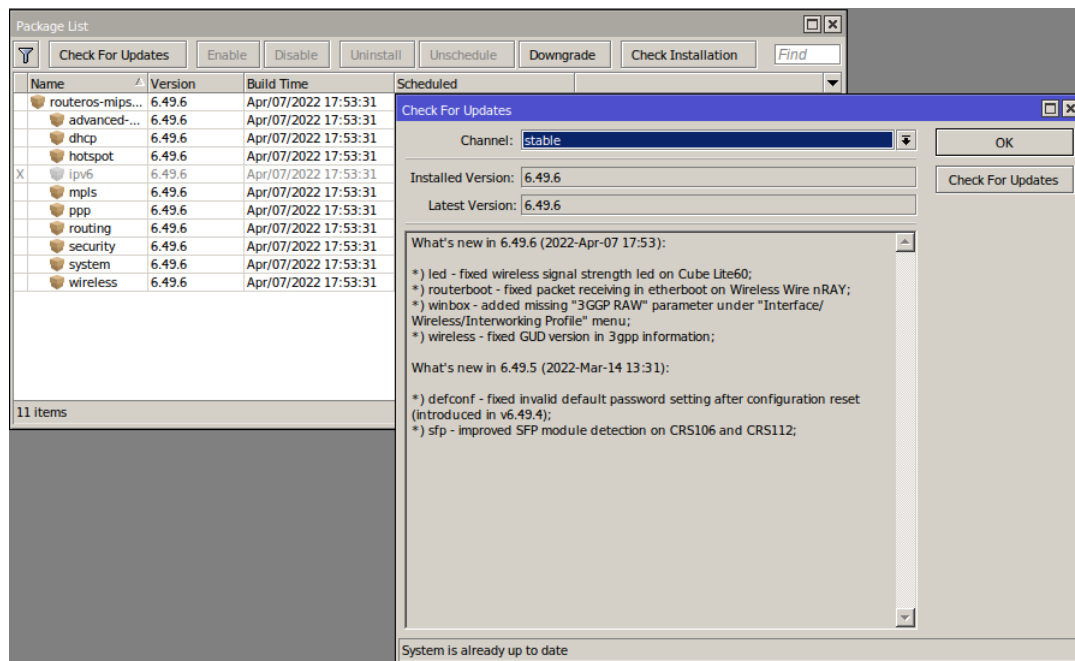 Package List
Check For Updates Enable Disable Uninstall Unschedule Downgrade Check Installation Find
Name Version Build Time Scheduled
routeros-mips... 6.49.6 Apr/07/2022 17:53:31
advanced-... 6.49.6 Apr/07/2022 17:53:31
dhcp 6.49.6 Apr/07/2022 17:53:31
hotspot 6.49.6 Apr/07/2022 17:53:31
X ipv6 6.49.6 Apr/07/2022 17:53:31
mpls 6.49.6 Apr/07/2022 17:53:31
ppp 6.49.6 Apr/07/2022 17:53:31
routing 6.49.6 Apr/07/2022 17:53:31
security 6.49.6 Apr/07/2022 17:53:31
system 6.49.6 Apr/07/2022 17:53:31
wireless 6.49.6 Apr/07/2022 17:53:31
11 items
Check For Updates
Channel: stable
OK
Installed Version: 6.49.6
Check For Updates
Latest Version: 6.49.6
What's new in 6.49.6 (2022-Apr-07 17:53):
*) led - fixed wireless signal strength led on Cube Lite60;
*) routerboot - fixed packet receiving in etherboot on Wireless Wire nRAY;
*) winbox - added missing "3GGP RAW" parameter under "Interface/
Wireless/Interworking Profile" menu;
*) wireless - fixed GUD version in 3gpp information;
What's new in 6.49.5 (2022-Mar-14 13:31):
*) defconf - fixed invalid default password setting after configuration reset
(introduced in v6.49.4);
*) sfp - improved SFP module detection on CRS106 and CRS112;
System is already up to date